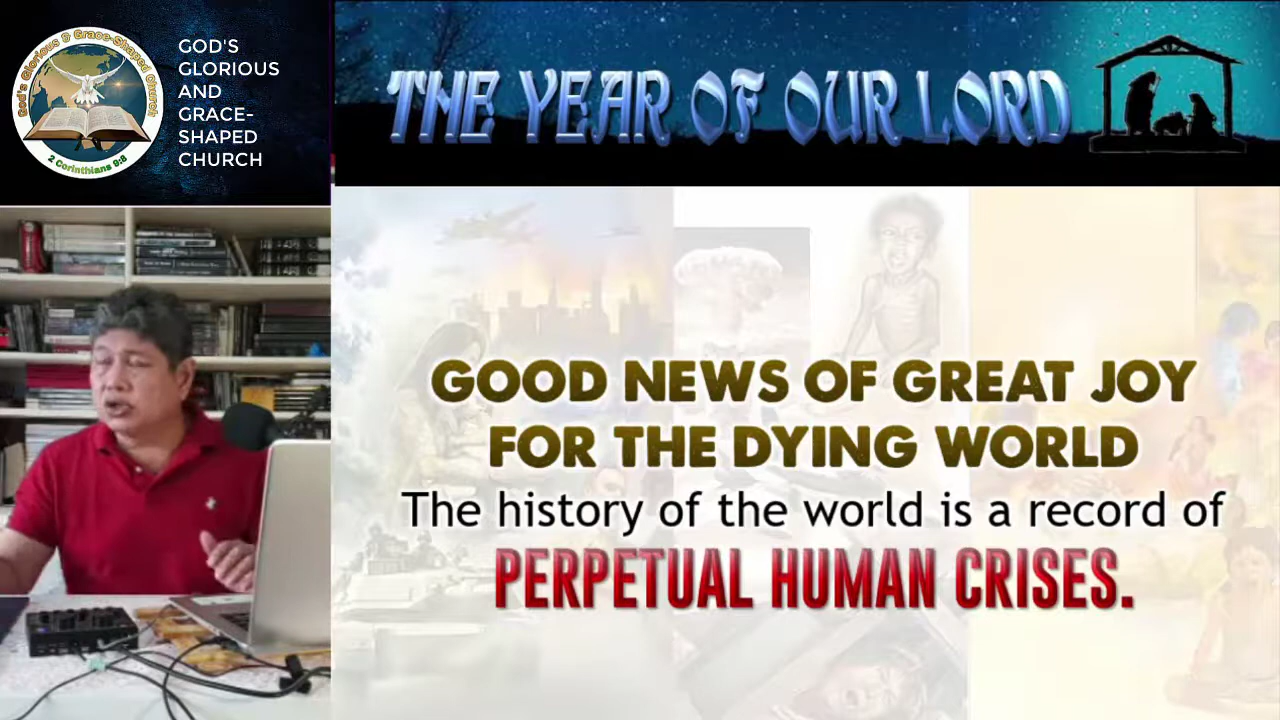 God's Glorious & Grace-Shaped Church
2 Corinthians 9:8
GOD'S
GLORIOUS
AND
GRACE-
SHAPED
CHURCH
THE YEAR OF OUR LORD
GOOD NEWS OF GREAT JOY
FOR THE DYING WORLD
The history of the world is a record of
PERPETUAL HUMAN CRISES.